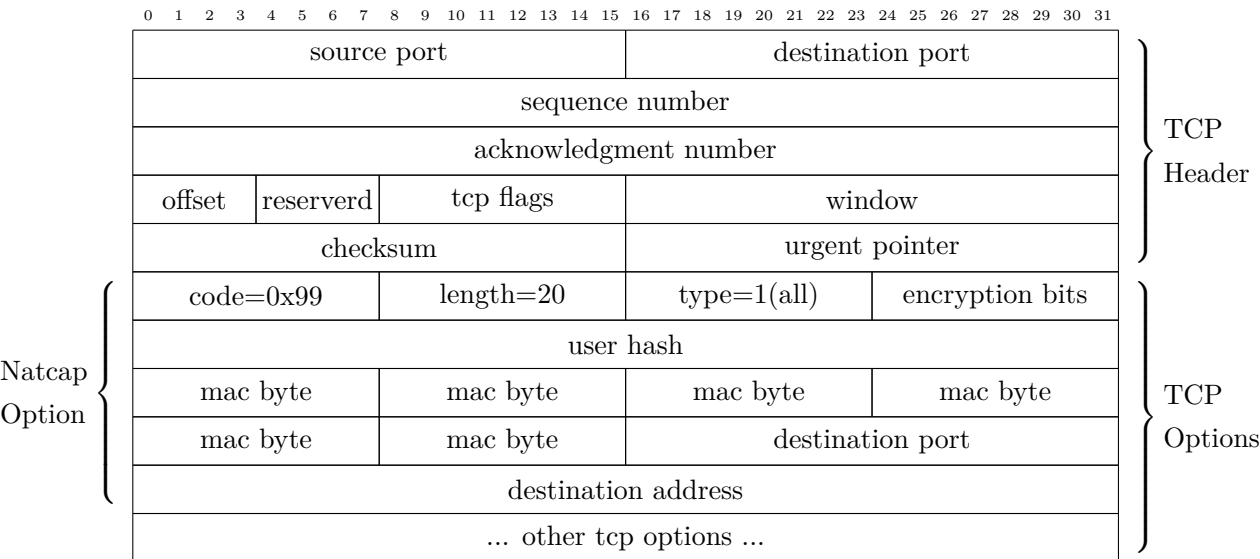 0 1 2 3 4 5 6 7 8 9 10 11 12 13 14 15 16 17 18 19 20 21 22 23 24 25 26 27 28 29 30 31
source port destination port
sequence number
acknowledgment number
TCP
Header
offset reserverd tcp flags window
checksum urgent pointer
code=0x99 length=20 type=1(all) encryption bits
user hash
Natcap
Option
mac byte mac byte mac byte mac byte
TCP
Options
mac byte mac byte destination port
destination address
... other tcp options ...